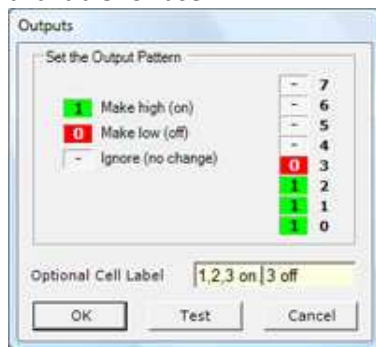 Outputs
Set the Output Pattern
1 Make high (on)
0 Make low (off)
- Ignore (no change)
- 7
- 6
- 5
- 4
0 3
1 2
1 1
1 0
Optional Cell Label 1,2,3 on 3 off
OK Test Cancel